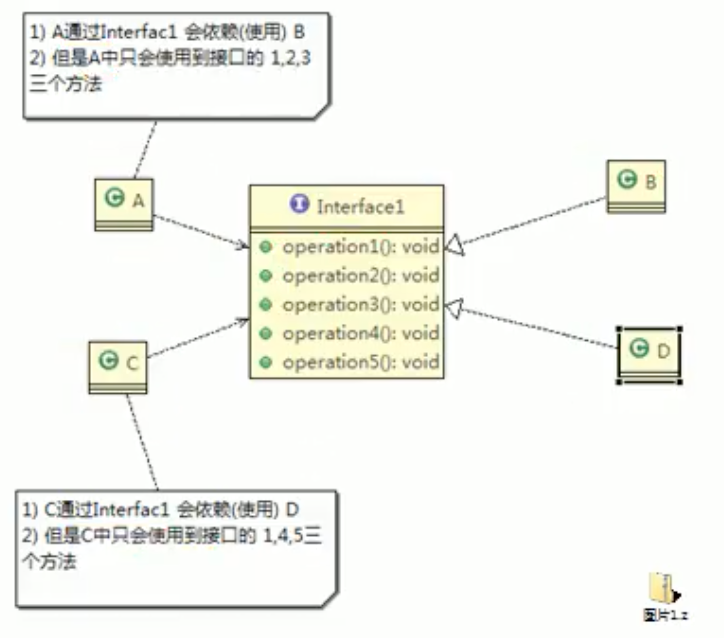 1) A通过Interfac1 会依赖(使用) B
2) 但是A中只会使用到接口的 1,2,3
三个方法
A
Interface1
B
operation1(): void
operation2(): void
operation3(): void
operation4(): void
operation5(): void
C
D
1) C通过Interfac1 会依赖(使用) D
2) 但是C中只会使用到接口的 1,4,5三
个方法
图片1.z